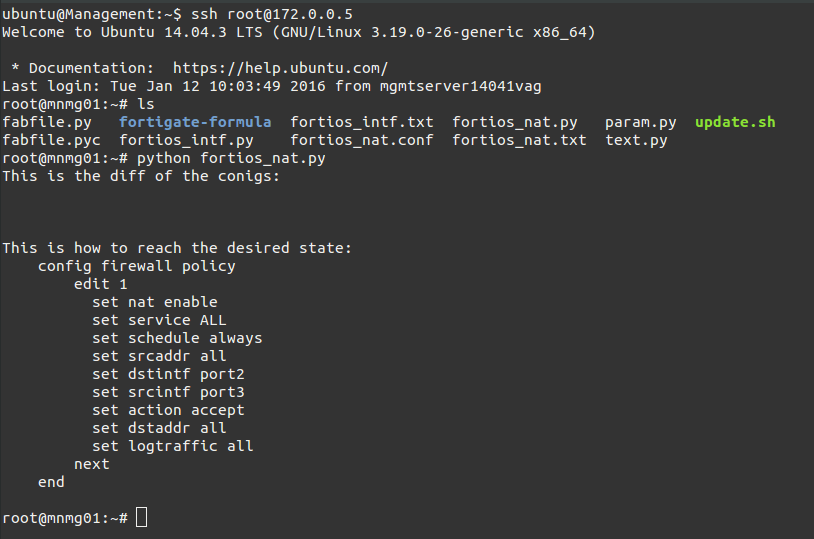 ubuntu@Management:~$ ssh root@172.0.0.5
Welcome to Ubuntu 14.04.3 LTS (GNU/Linux 3.19.0-26-generic x86_64)
* Documentation:  https://help.ubuntu.com/
Last login: Tue Jan 12 10:03:49 2016 from mgmtserver14041vag
root@mnmg01:~# ls
fabfile.py   fortigate-formula  fortios_intf.txt  fortios_nat.py   param.py  update.sh
fabfile.pyc  fortios_intf.py    fortios_nat.conf  fortios_nat.txt  text.py
root@mnmg01:~# python fortios_nat.py
This is the diff of the conigs:
This is how to reach the desired state:
    config firewall policy
        edit 1
          set nat enable
          set service ALL
          set schedule always
          set srcaddr all
          set dstintf port2
          set srcintf port3
          set action accept
          set dstaddr all
          set logtraffic all
        next
    end
root@mnmg01:~#